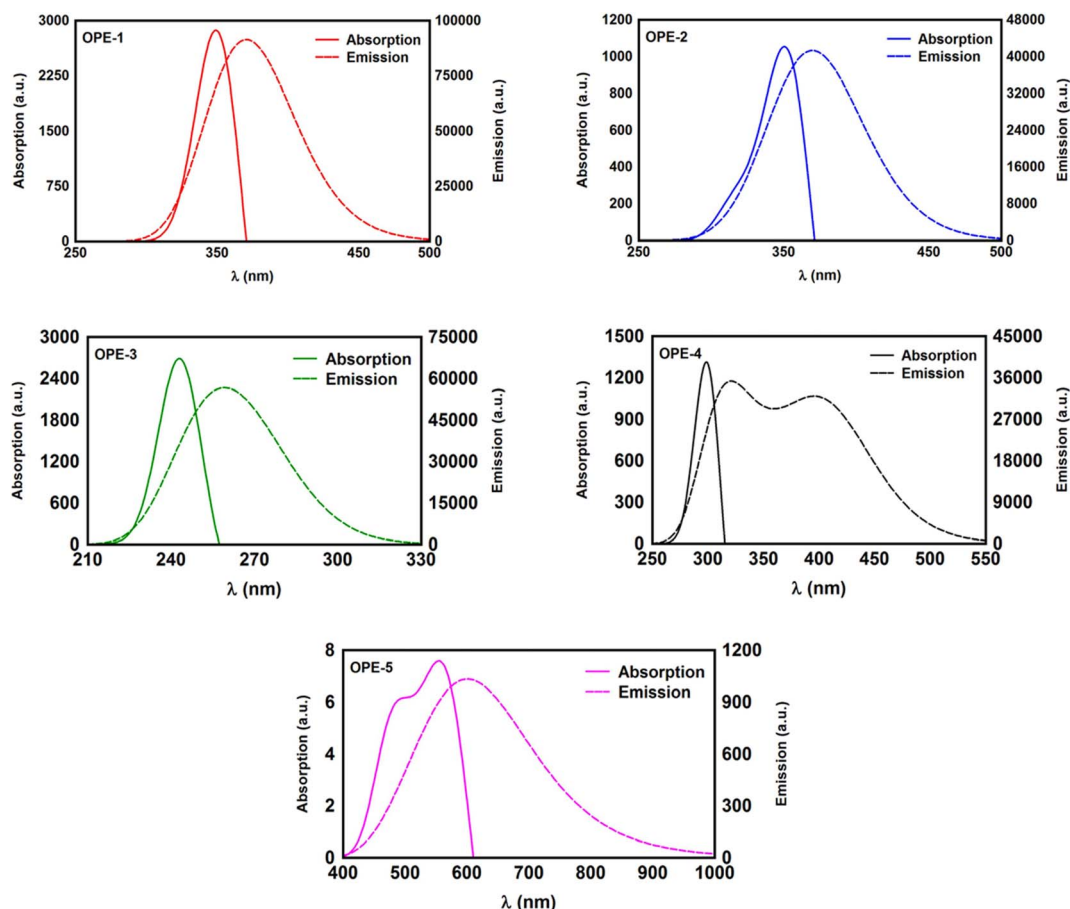 OPE-1
Absorption
Emission
Absorption (a.u.)
3000
2250
1500
750
0
Emission (a.u.)
100000
75000
50000
25000
0
250 350 450 500
λ (nm)
OPE-2
Absorption
Emission
Absorption (a.u.)
1200
1000
800
600
400
200
0
Emission (a.u.)
48000
40000
32000
24000
16000
8000
0
250 350 450 500
λ (nm)
OPE-3
Absorption
Emission
Absorption (a.u.)
3000
2400
1800
1200
600
0
Emission (a.u.)
75000
60000
45000
30000
15000
0
210 240 270 300 330
λ (nm)
OPE-4
Absorption
Emission
Absorption (a.u.)
1500
1200
900
600
300
0
Emission (a.u.)
45000
36000
27000
18000
9000
0
250 300 350 400 450 500 550
λ (nm)
OPE-5
Absorption
Emission
Absorption (a.u.)
8
6
4
2
0
Emission (a.u.)
1200
900
600
300
0
400 500 600 700 800 900 1000
λ (nm)